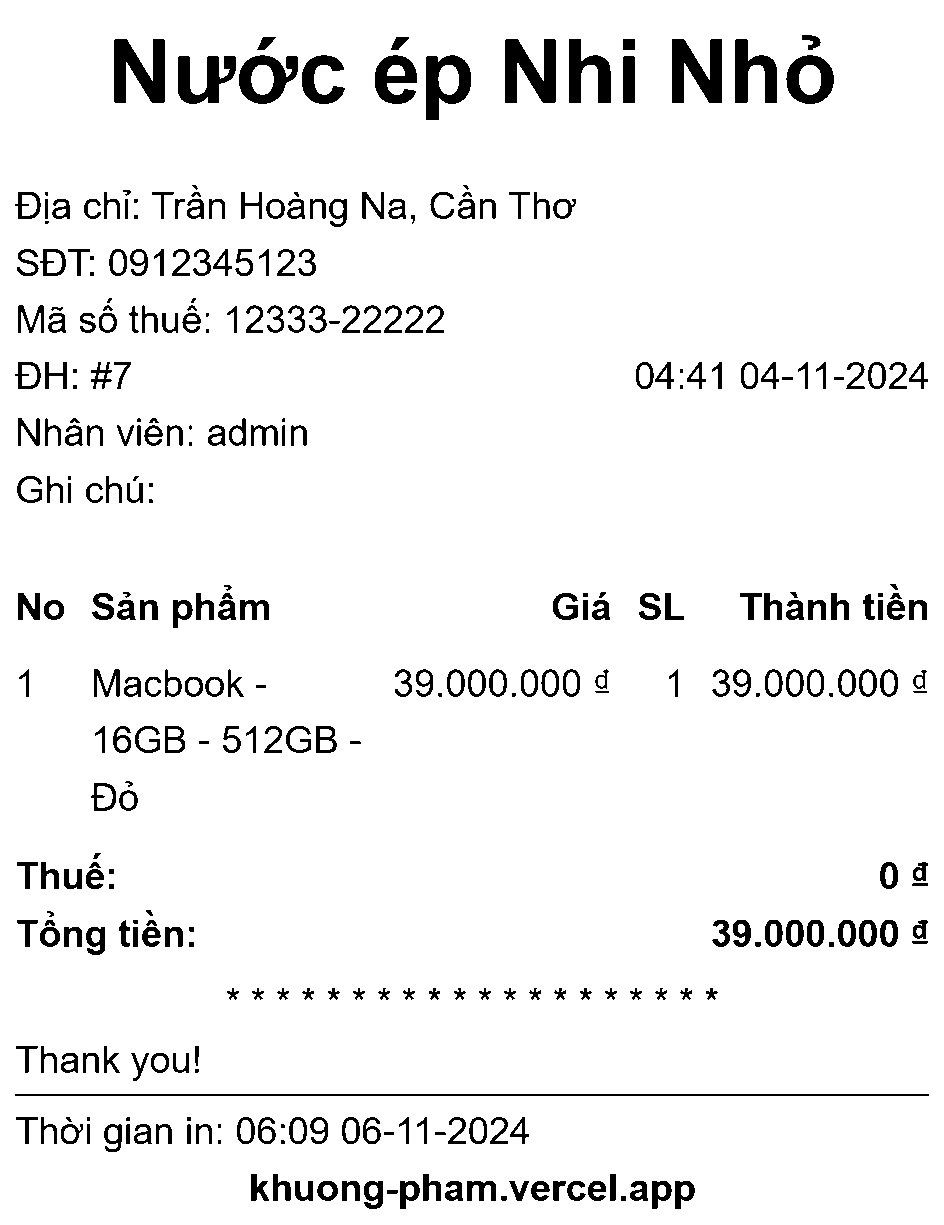 Nước ép Nhi Nhỏ
Địa chỉ: Trần Hoàng Na, Cần Thơ
SĐT: 0912345123
Mã số thuế: 12333-22222
ĐH: #7 04:41 04-11-2024
Nhân viên: admin
Ghi chú:
No Sản phẩm Giá SL Thành tiền
1 Macbook - 39.000.000 ₫ 1 39.000.000 ₫
16GB - 512GB -
Đỏ
Thuế: 0 ₫
Tổng tiền: 39.000.000 ₫
* * * * * * * * * * * * * * * * * * * *
Thank you!
Thời gian in: 06:09 06-11-2024
khuong-pham.vercel.app